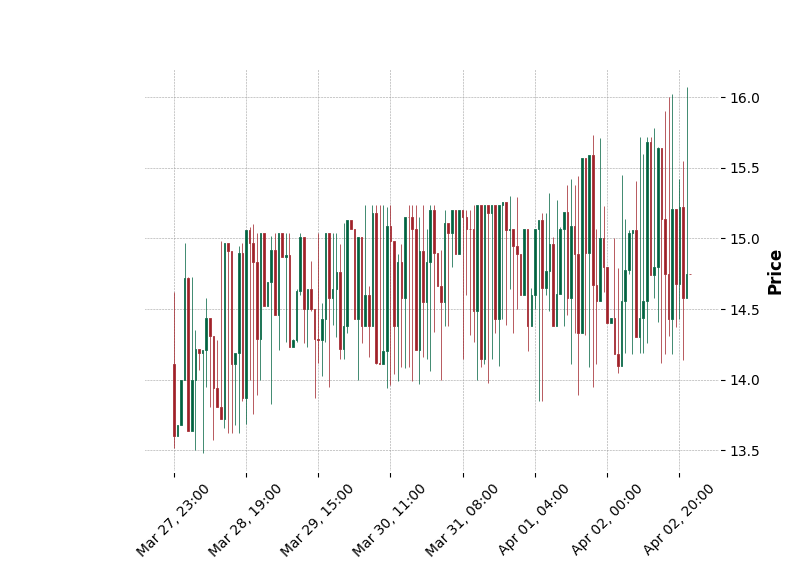 16.0
15.5
15.0
14.5
14.0
13.5
Price
Mar 27, 23:00
Mar 28, 19:00
Mar 29, 15:00
Mar 30, 11:00
Mar 31, 08:00
Apr 01, 04:00
Apr 02, 00:00
Apr 02, 20:00